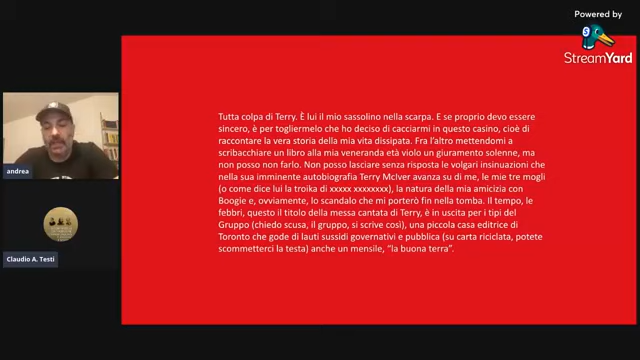 Powered by
StreamYard
Tutta colpa di Terry. È lui il mio sassolino nella scarpa. E se proprio devo essere
sincero, è per togliermelo che ho deciso di cacciarmi in questo casino, cioè di
raccontare la vera storia della mia vita dissipata. Fra l'altro mettendomi a
scribacchiare un libro alla mia veneranda età violo un giuramento solenne, ma
non posso non farlo. Non posso lasciare senza risposta le volgari insinuazioni che
nella sua imminente autobiografia Terry McIver avanza su di me, le mie tre mogli
(o come dice lui la troika di xxxxx xxxxxxxx), la natura della mia amicizia con
Boogie e, ovviamente, lo scandalo che mi porterò fin nella tomba. Il tempo, le
febbri, questo il titolo della messa cantata di Terry, è in uscita per i tipi del
Gruppo (chiedo scusa, il gruppo, si scrive così), una piccola casa editrice di
Toronto che gode di lauti sussidi governativi e pubblica (su carta riciclata, potete
scommetterci la testa) anche un mensile, "la buona terra".
andrea
Claudio A. Testi